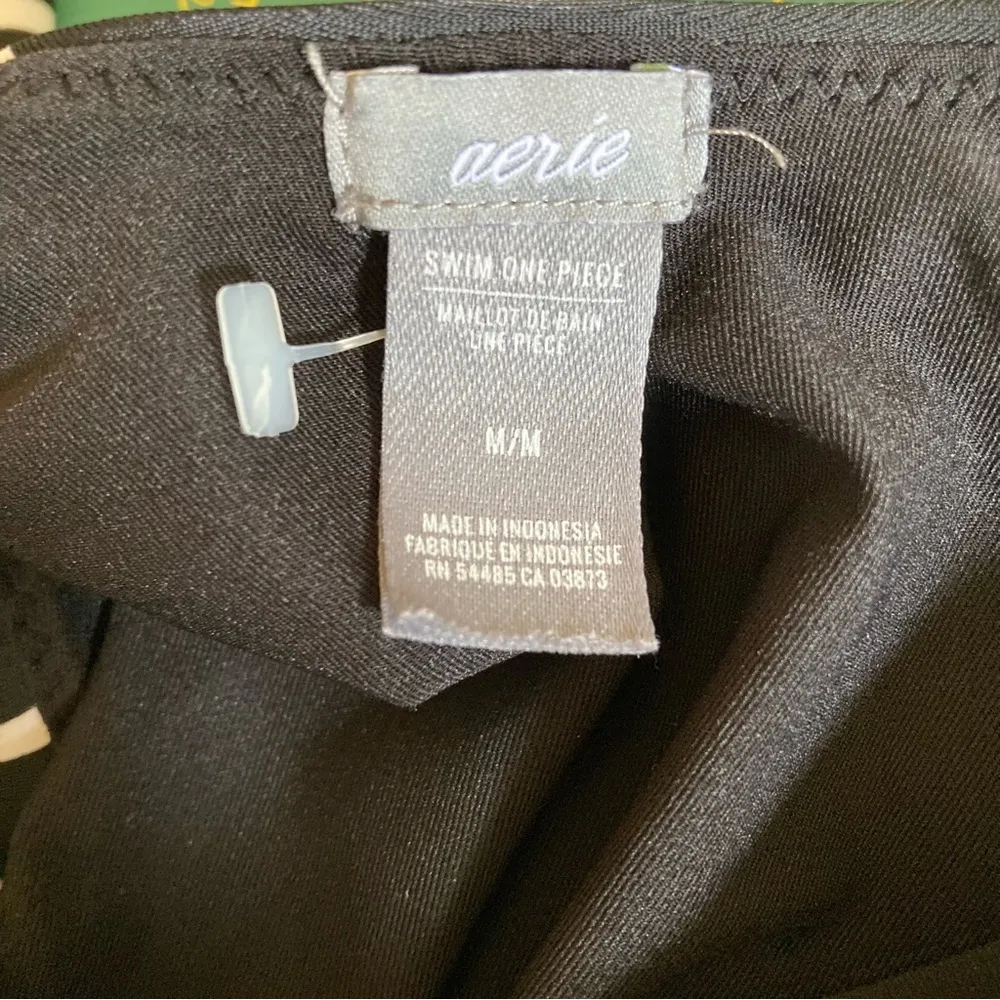 aerie
SWIM ONE PIECE
MAILLOT DE BAIN
UNE PIECE
M/M
MADE IN INDONESIA
FABRIQUE EN INDONESIE
RN 54485 CA 03873